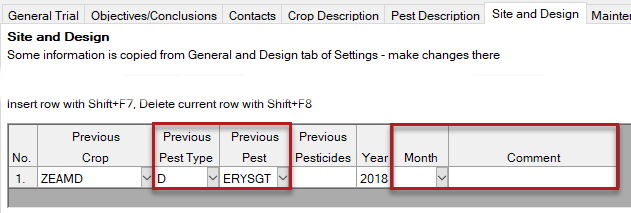 General Trial Objectives/Conclusions Contacts Crop Description Pest Description Site and Design Mainten
Site and Design
Some information is copied from General and Design tab of Settings - make changes there
Insert row with Shift+F7, Delete current row with Shift+F8
Previous Previous Previous Previous
No. Crop Pest Type Pest Pesticides Year Month Comment
1. ZEAMD D ERYSGT 2018